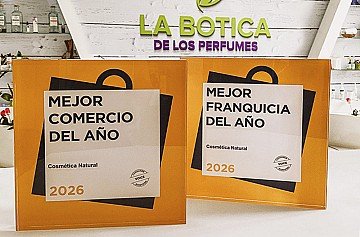 LA BOTICA
DE LOS PERFUMES
MEJOR
COMERCIO
DEL AÑO
Cosmética Natural
2026
MEJOR
FRANQUICIA
DEL AÑO
Cosmética Natural
2026